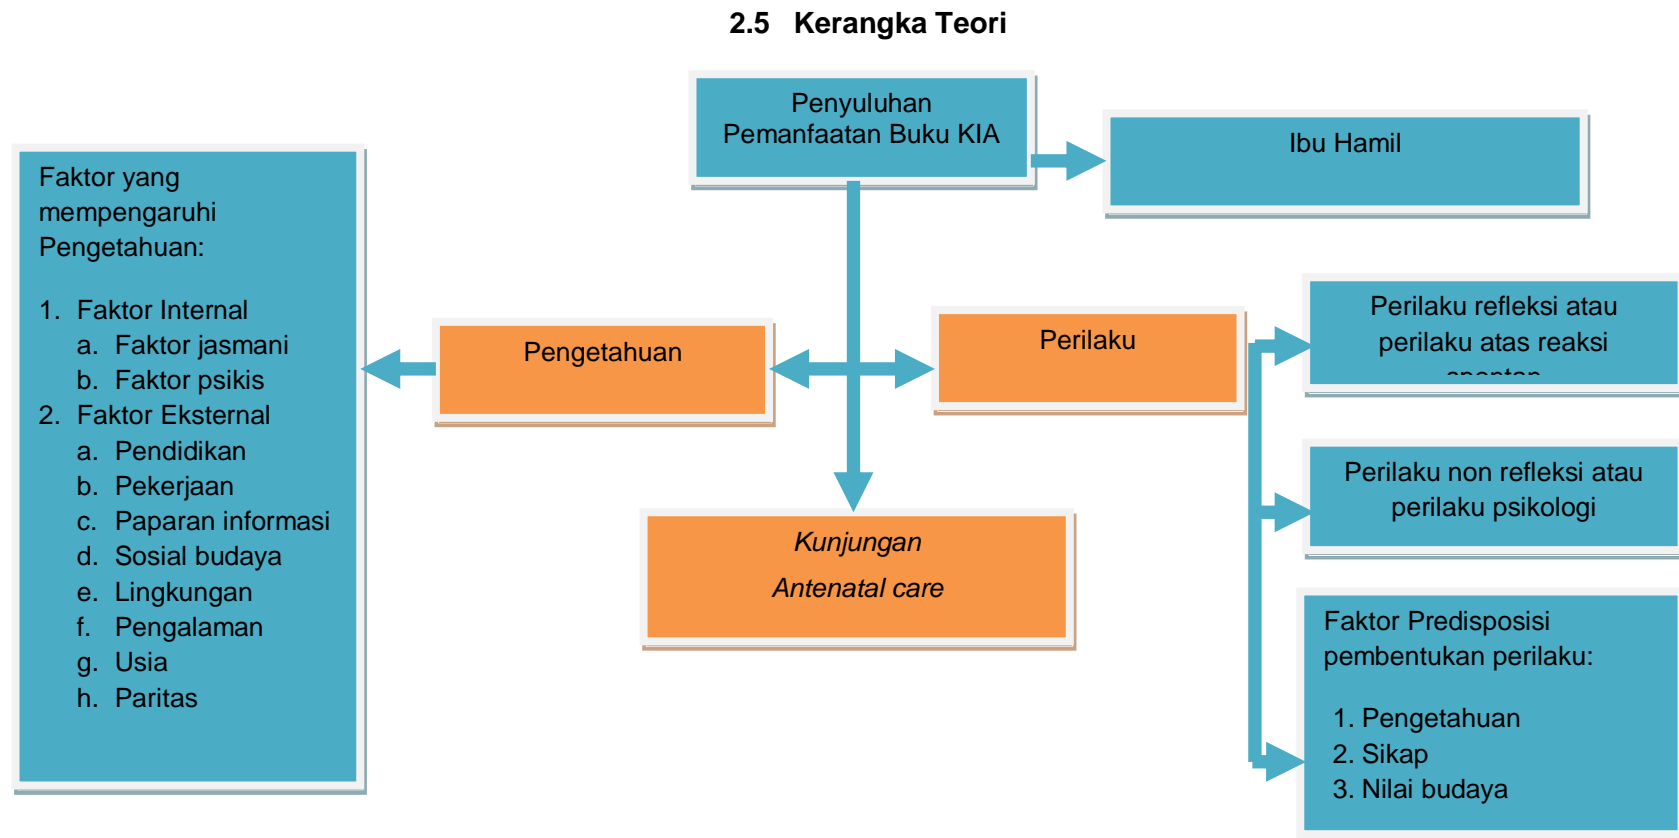 2.5 Kerangka Teori
Penyuluhan
Pemanfaatan Buku KIA
Ibu Hamil
Faktor yang
mempengaruhi
Pengetahuan:
1. Faktor Internal
a. Faktor jasmani
b. Faktor psikis
2. Faktor Eksternal
a. Pendidikan
b. Pekerjaan
c. Paparan informasi
d. Sosial budaya
e. Lingkungan
f. Pengalaman
g. Usia
h. Paritas
Pengetahuan
Perilaku
Kunjungan
Antenatal care
Perilaku refleksi atau
perilaku atas reaksi
Perilaku non refleksi atau
perilaku psikologi
Faktor Predisposisi
pembentukan perilaku:
1. Pengetahuan
2. Sikap
3. Nilai budaya